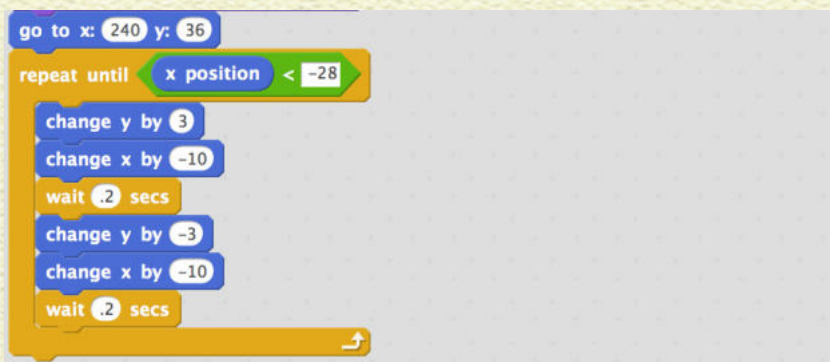 go to x: 240 y: 36
repeat until x position < -28
change y by 3
change x by -10
wait .2 secs
change y by -3
change x by -10
wait .2 secs